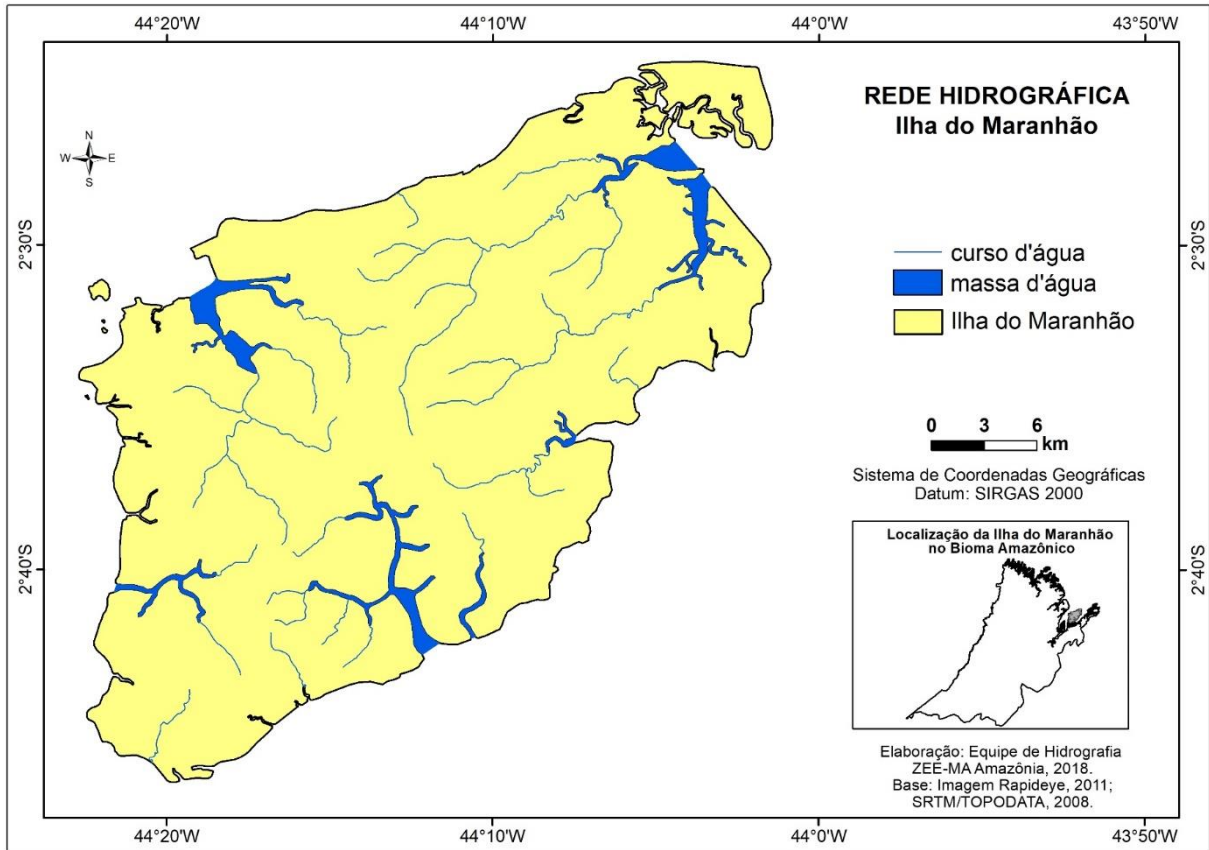 44°20'W
44°10'W
44°0'W
43°50'W
REDE HIDROGRÁFICA
Ilha do Maranhão
N
W
E
S
2°30'S
2°30'S
curso d'água
massa d'água
Ilha do Maranhão
0 3 6
km
Sistema de Coordenadas Geográficas
Datum: SIRGAS 2000
Localização da Ilha do Maranhão
no Bioma Amazônico
2°40'S
2°40'S
Elaboração: Equipe de Hidrografia
ZEE-MA Amazônia, 2018.
Base: Imagem Rapideye, 2011;
SRTM/TOPODATA, 2008.
44°20'W
44°10'W
44°0'W
43°50'W